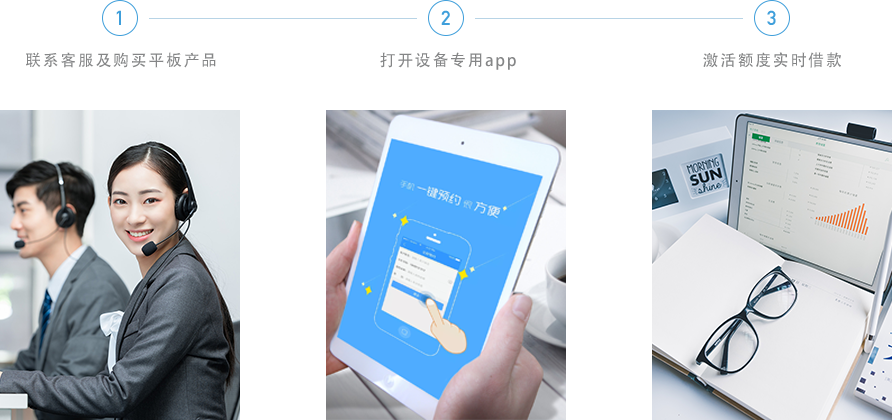 1
2
3
联系客服及购买平板产品
打开设备专用app
激活额度实时借款
一键预约 方便
MORNING
SUN
shine